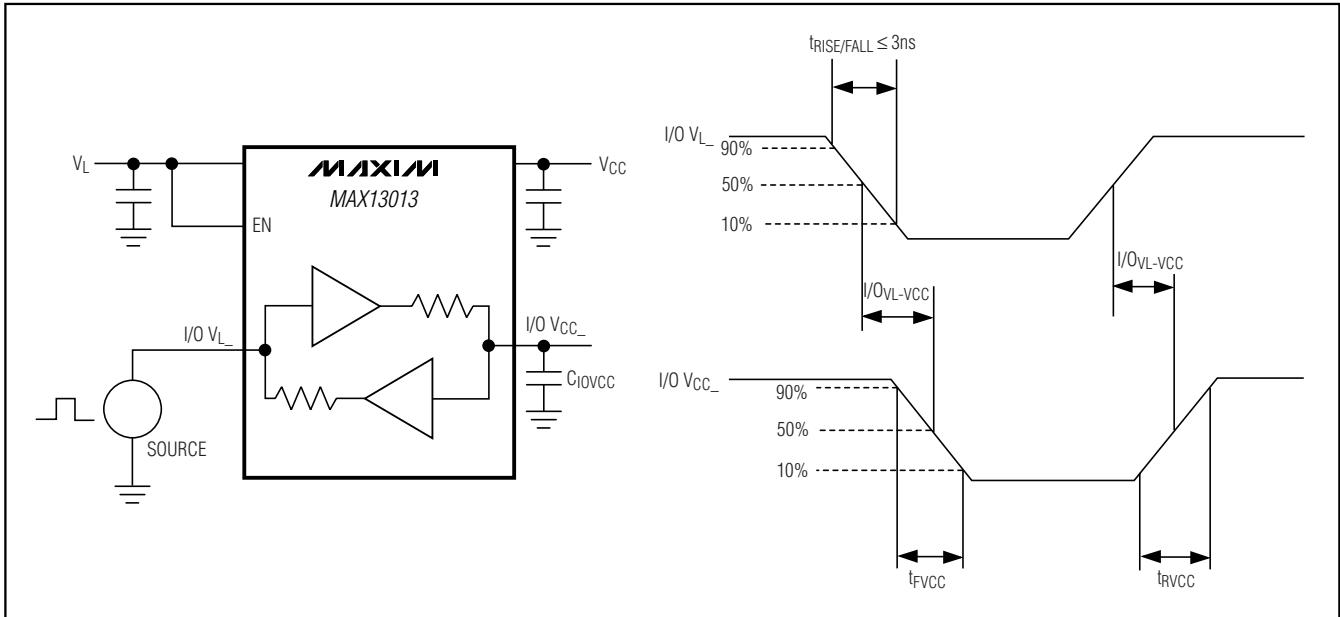 VL
VCC
MAXIM
MAX13013
EN
I/O VL_
I/O VCC_
CIOVCC
SOURCE
tRISE/FALL ≤ 3ns
I/O VL_
90%
50%
10%
I/OVL-VCC
I/OVL-VCC
I/O VCC_
90%
50%
10%
tFVCC
tRVCC